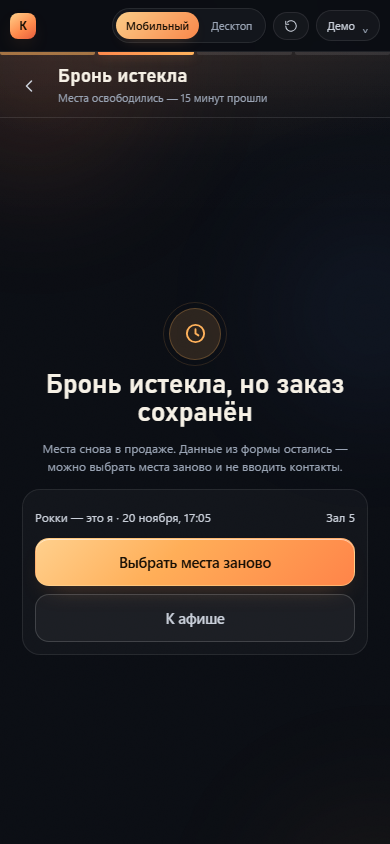 К
Мобильный
Десктоп
Демо
Бронь истекла
Места освободились — 15 минут прошли
Бронь истекла, но заказ
сохранён
Места снова в продаже. Данные из формы остались —
можно выбрать места заново и не вводить контакты.
Рокки — это я · 20 ноября, 17:05
Зал 5
Выбрать места заново
К афише